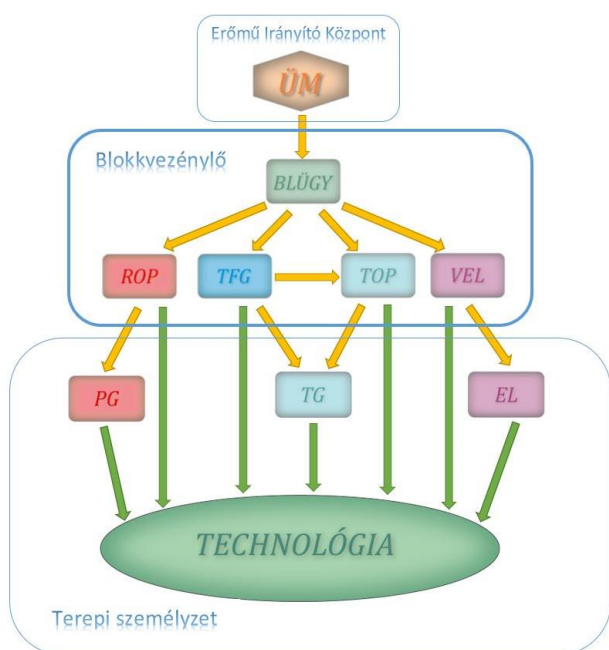 Erőmű Irányító Központ
ÜM
Blokkvezénylő
BLÜGY
ROP
TFG
TOP
VEL
PG
TG
EL
TECHNOLÓGIA
Terepi személyzet